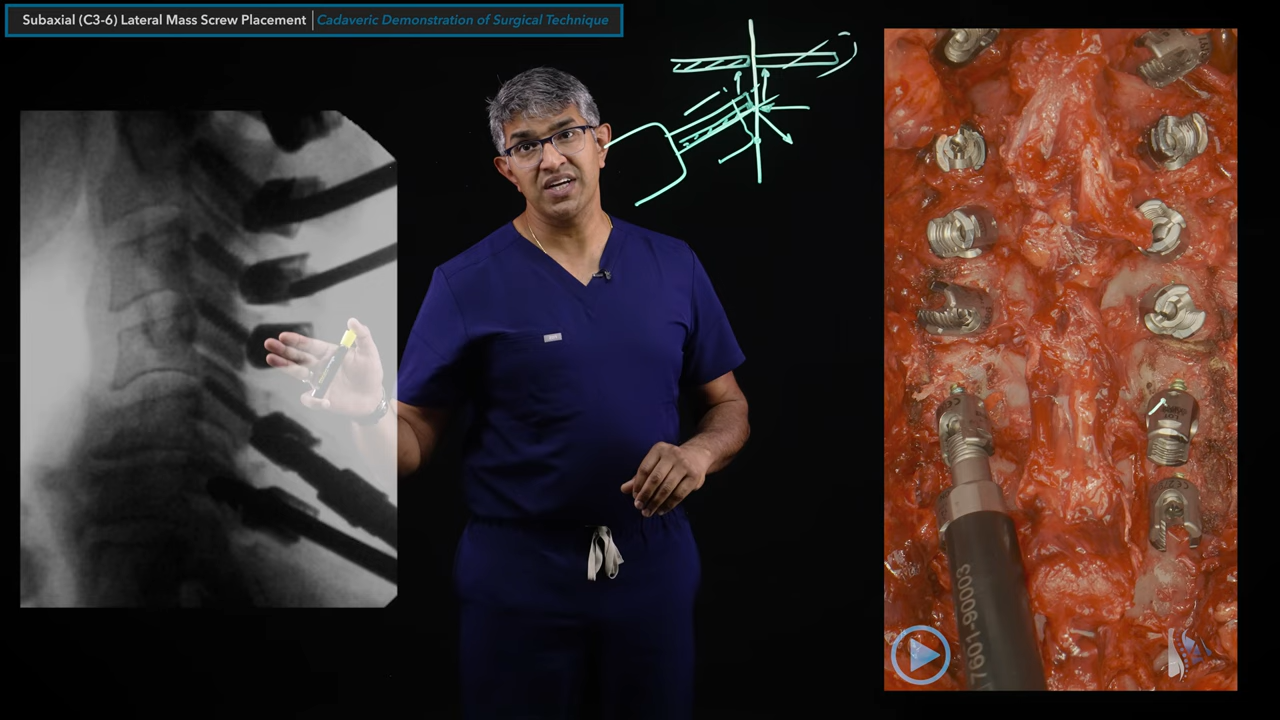 Subaxial (C3-6) Lateral Mass Screw Placement | Cadaveric Demonstration of Surgical Technique
7601-90003